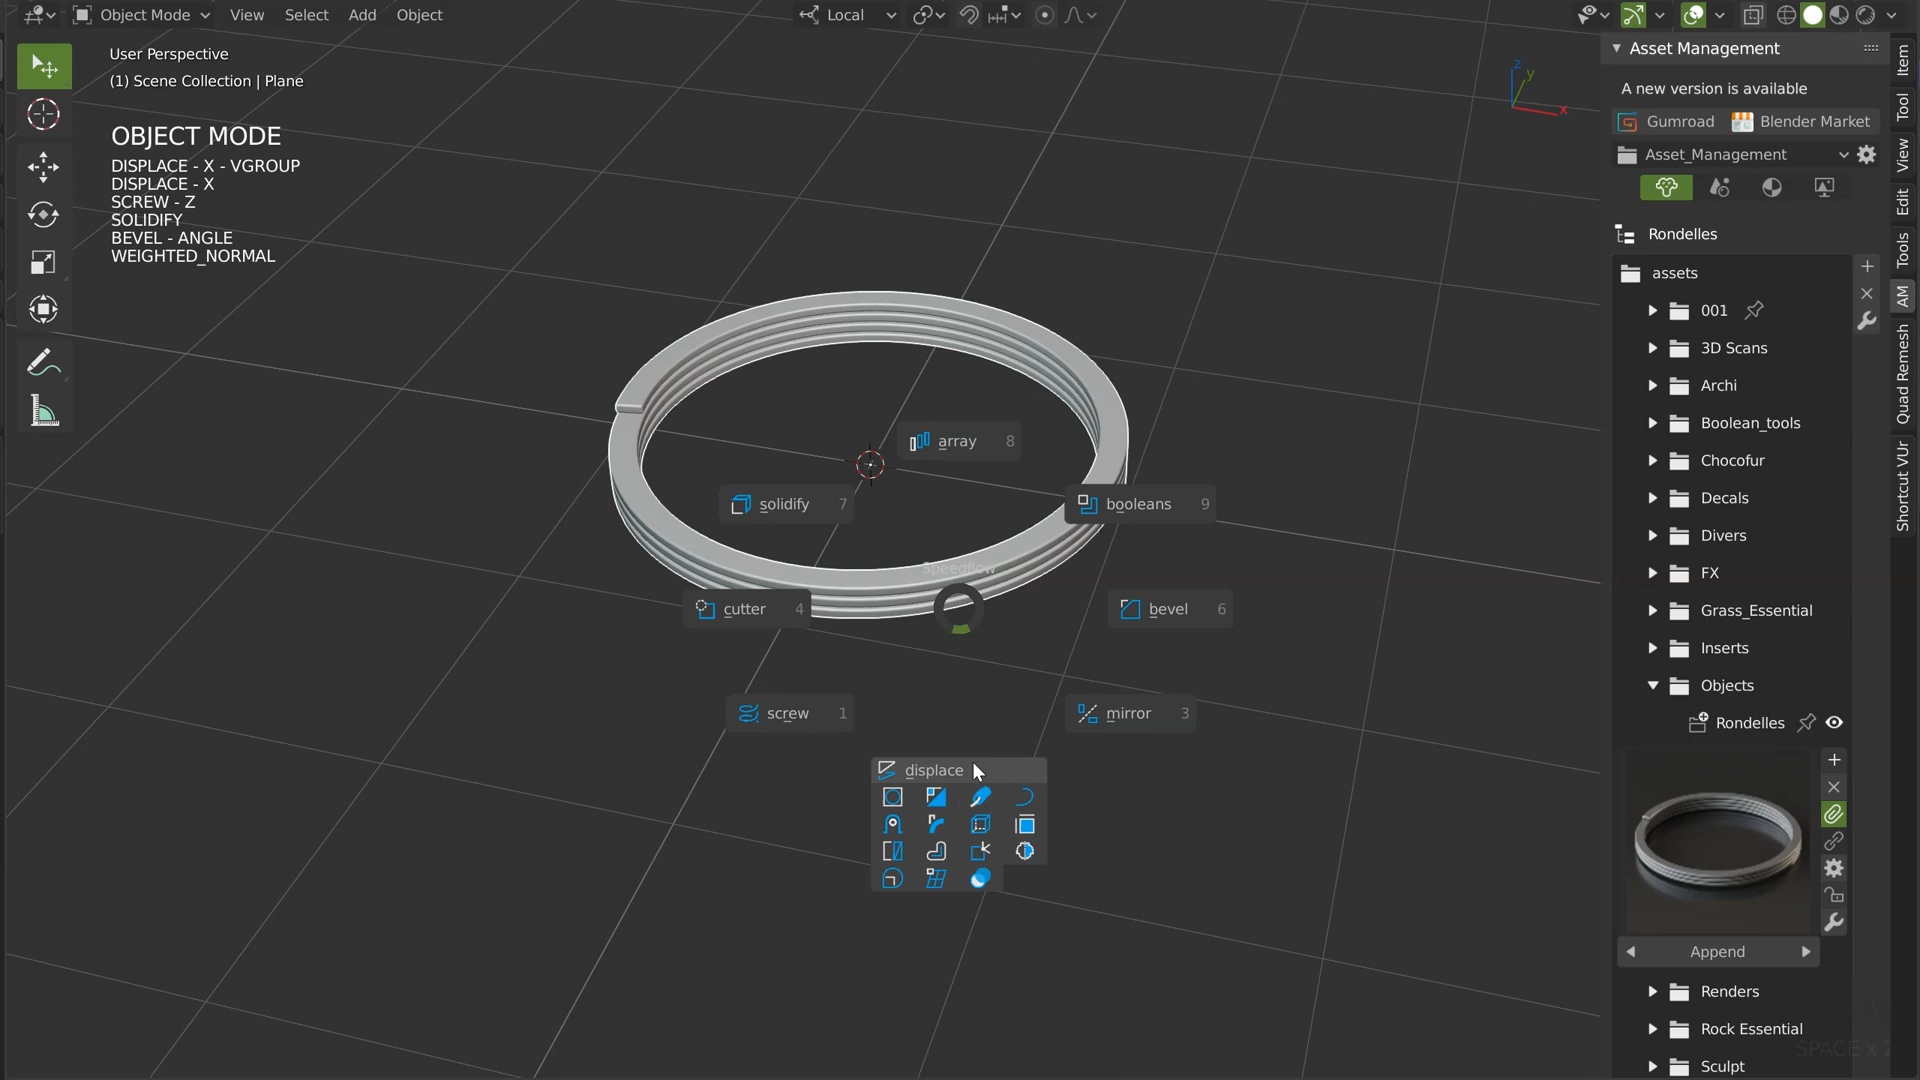 Object Mode View Select Add Object Local
User Perspective
(1) Scene Collection | Plane
OBJECT MODE
DISPLACE - X - VGROUP
DISPLACE - X
SCREW - Z
SOLIDIFY
BEVEL - ANGLE
WEIGHTED_NORMAL
z
y
x
array 8
solidify 7
booleans 9
Speedflow
cutter 4
bevel 6
screw 1
mirror 3
displace
Asset Management
A new version is available
Gumroad Blender Market
Asset_Management
Rondelles
assets
001
3D Scans
Archi
Boolean_tools
Chocofur
Decals
Divers
FX
Grass_Essential
Inserts
Objects
Rondelles
Append
Renders
Rock Essential
SPACE x 2
Sculpt
Item
Tool
View
Edit
Tools
AM
Quad Remesh
Shortcut VUr